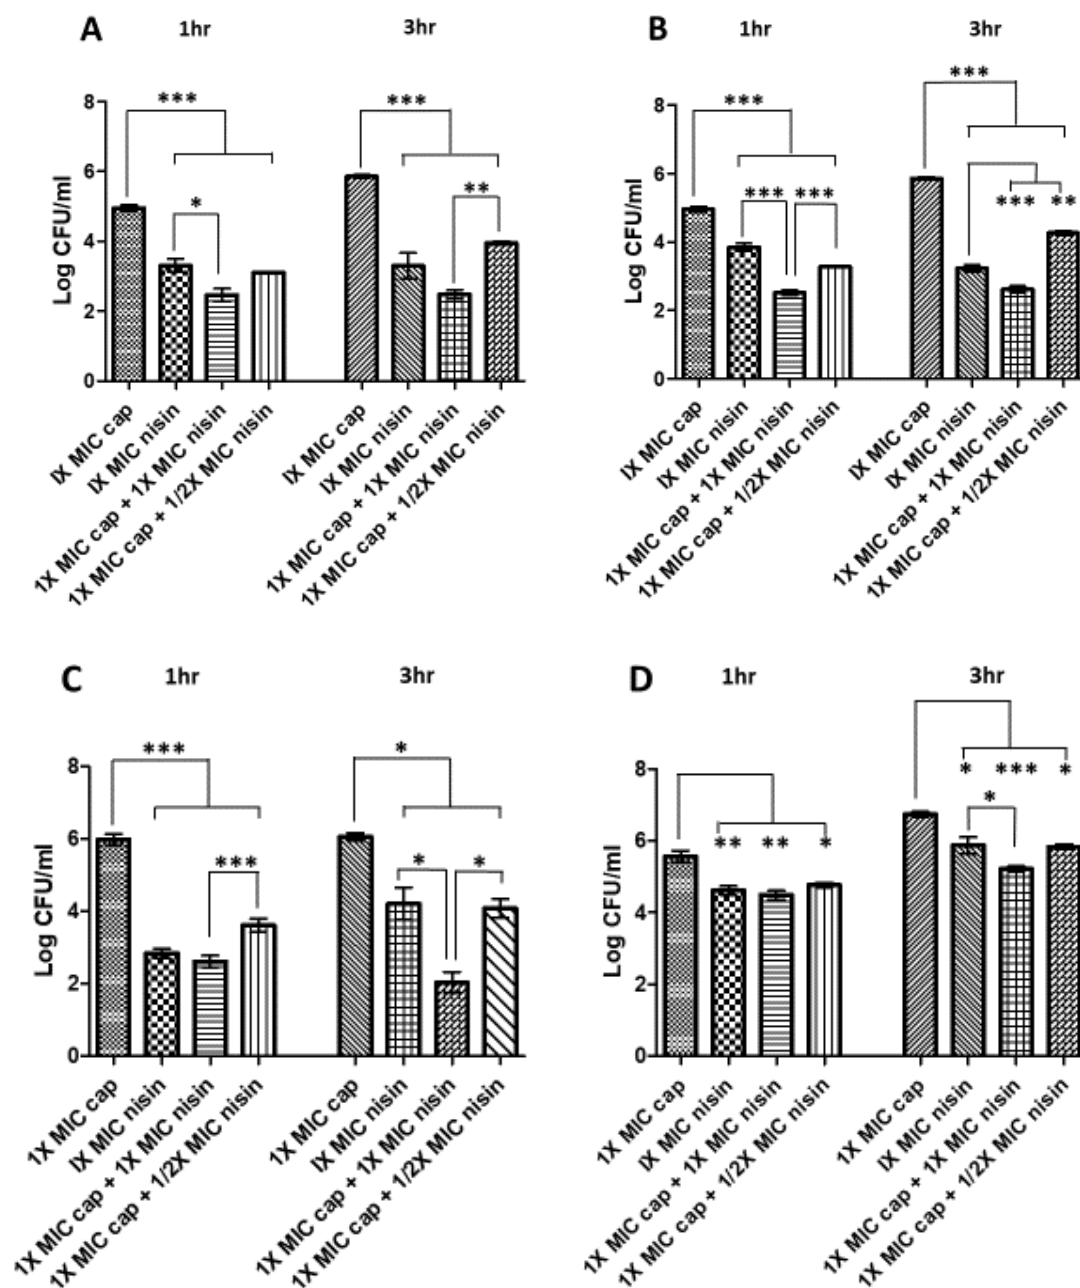 A 1hr 3hr
***
***
*
**
Log CFU/ml
8
6
4
2
0
IX MIC cap
IX MIC nisin
1X MIC cap + 1X MIC nisin
1X MIC cap + 1/2X MIC nisin
IX MIC cap
IX MIC nisin
1X MIC cap + 1X MIC nisin
1X MIC cap + 1/2X MIC nisin
B 1hr 3hr
***
***
*** ***
*** **
Log CFU/ml
8
6
4
2
0
IX MIC cap
IX MIC nisin
1X MIC cap + 1X MIC nisin
1X MIC cap + 1/2X MIC nisin
IX MIC cap
IX MIC nisin
1X MIC cap + 1X MIC nisin
1X MIC cap + 1/2X MIC nisin
C 1hr 3hr
***
*
***
* *
Log CFU/ml
8
6
4
2
0
1X MIC cap
IX MIC nisin
1X MIC cap + 1X MIC nisin
1X MIC cap + 1/2X MIC nisin
1X MIC cap
IX MIC nisin
1X MIC cap + 1X MIC nisin
1X MIC cap + 1/2X MIC nisin
D 1hr 3hr
* *** *
*
** ** *
Log CFU/ml
8
6
4
2
0
1X MIC cap
IX MIC nisin
1X MIC cap + 1X MIC nisin
1X MIC cap + 1/2X MIC nisin
1X MIC cap
IX MIC nisin
1X MIC cap + 1X MIC nisin
1X MIC cap + 1/2X MIC nisin